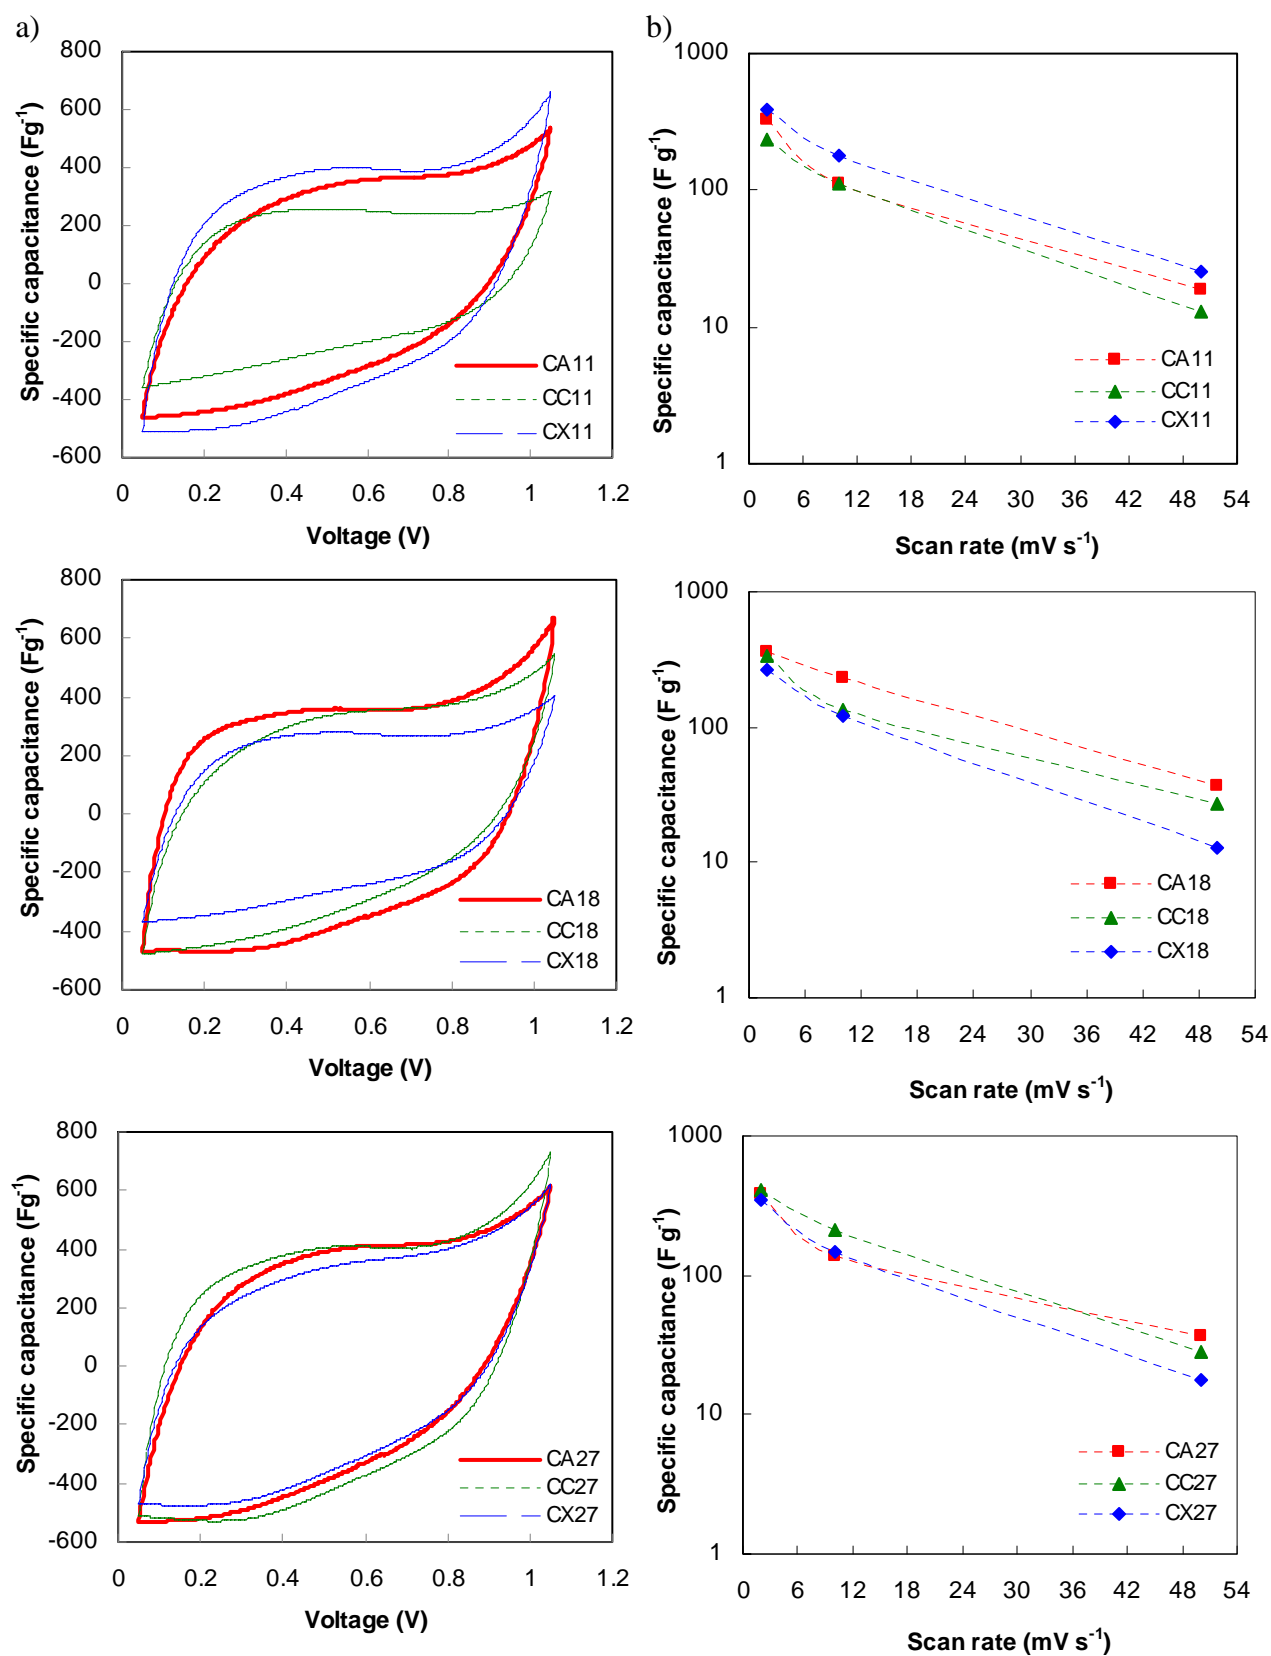 a)
800
600
400
200
0
-200
-400
-600
Specific capacitance (Fg-1)
CA11
CC11
CX11
0 0.2 0.4 0.6 0.8 1 1.2
Voltage (V)
b)
1000
100
10
1
Specific capacitance (F g-1)
CA11
CC11
CX11
0 6 12 18 24 30 36 42 48 54
Scan rate (mV s-1)
800
600
400
200
0
-200
-400
-600
Specific capacitance (Fg-1)
CA18
CC18
CX18
0 0.2 0.4 0.6 0.8 1 1.2
Voltage (V)
1000
100
10
1
Specific capacitance (F g-1)
CA18
CC18
CX18
0 6 12 18 24 30 36 42 48 54
Scan rate (mV s-1)
800
600
400
200
0
-200
-400
-600
Specific capacitance (Fg-1)
CA27
CC27
CX27
0 0.2 0.4 0.6 0.8 1 1.2
Voltage (V)
1000
100
10
1
Specific capacitance (F g-1)
CA27
CC27
CX27
0 6 12 18 24 30 36 42 48 54
Scan rate (mV s-1)